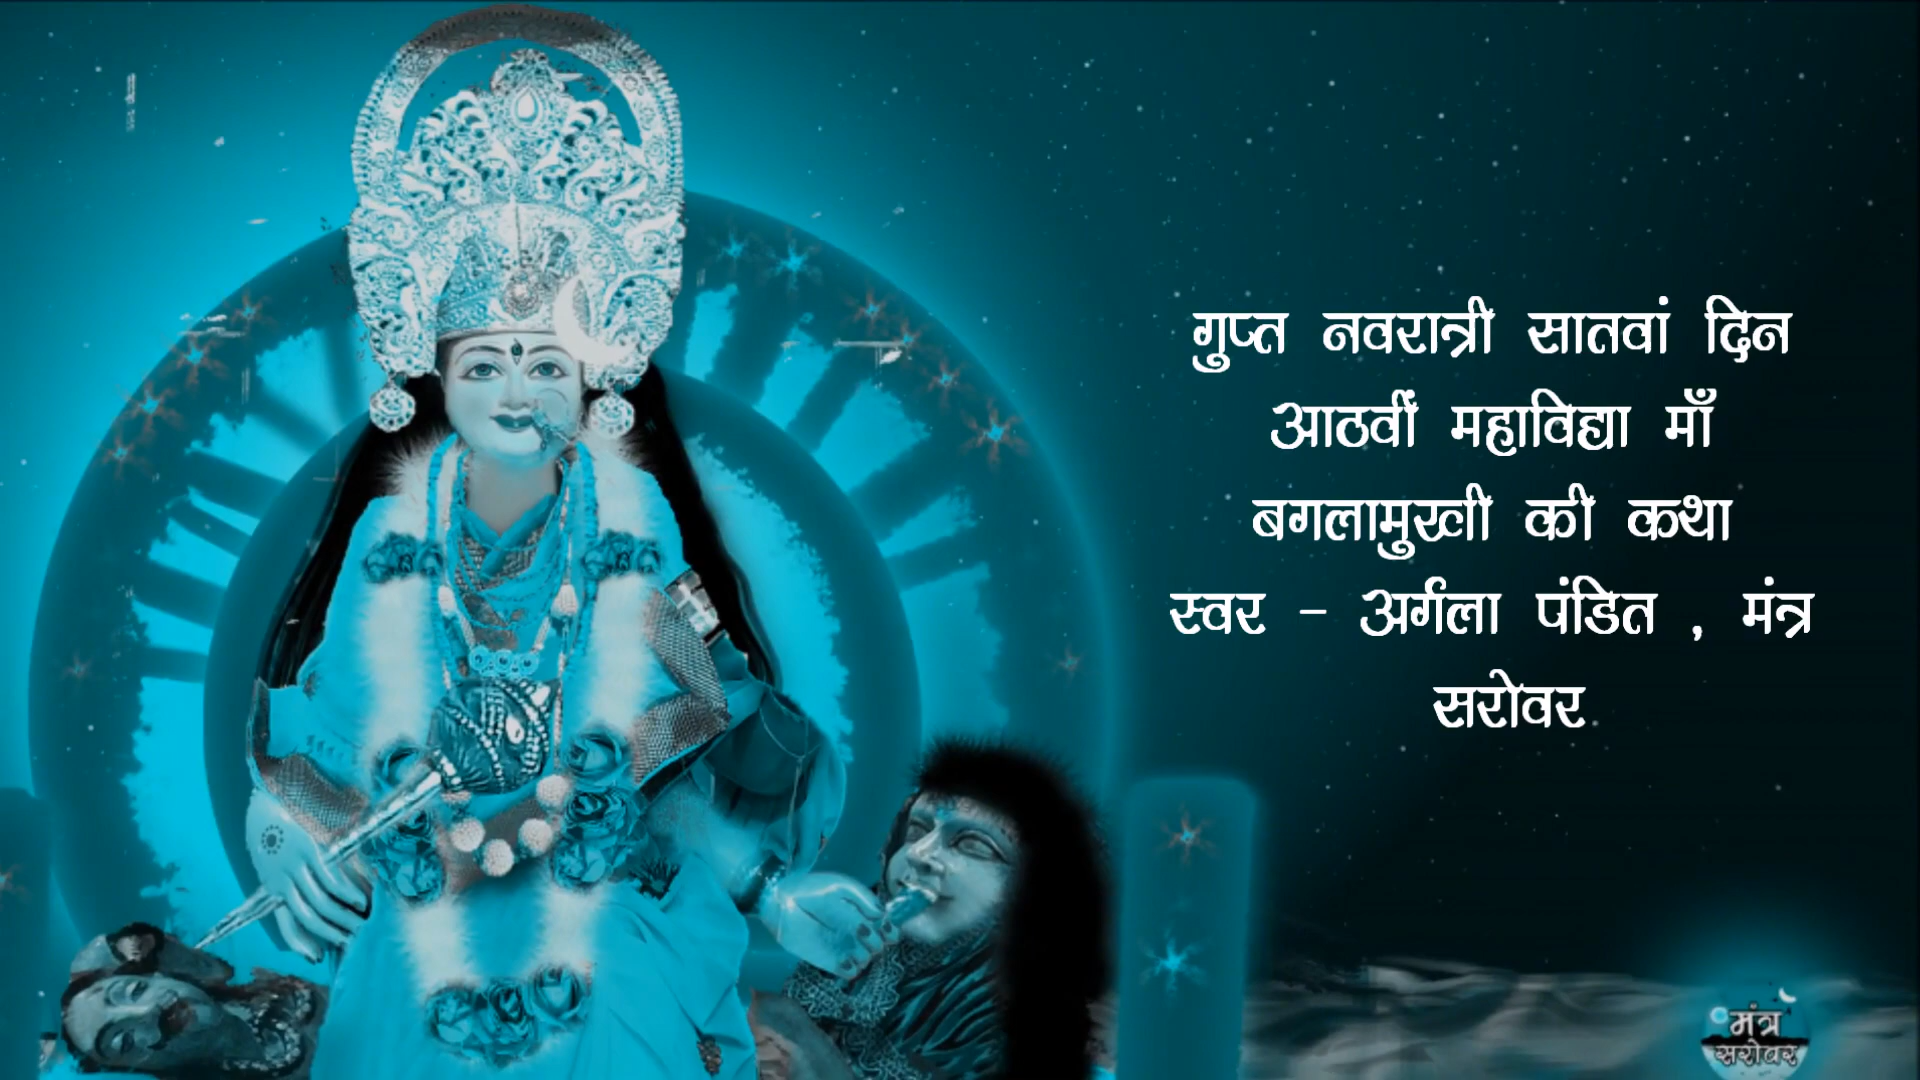 गुप्त नवरात्री सातवां दिन
आठवीं महाविद्या माँ
बगलामुखी की कथा
स्वर - अर्गला पंडित , मंत्र
सरोवर
मंत्र
सरोवर